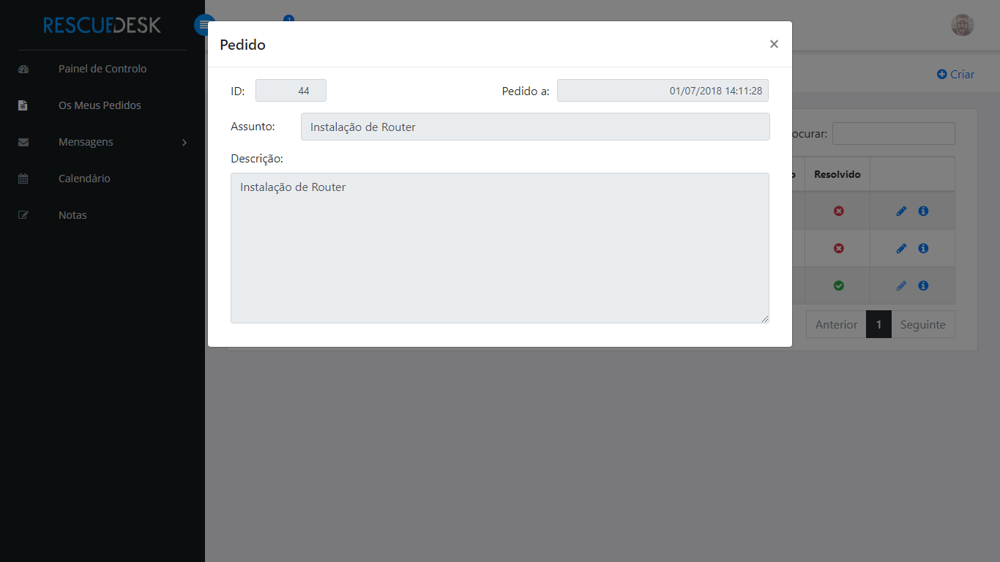 RESCUEDESK
1
Painel de Controlo
Os Meus Pedidos
Mensagens
Calendário
Notas
Pedido ×
ID: 44 Pedido a: 01/07/2018 14:11:28
Assunto: Instalação de Router
Descrição:
Instalação de Router
Criar
ocurar:
o Resolvido
Anterior 1 Seguinte